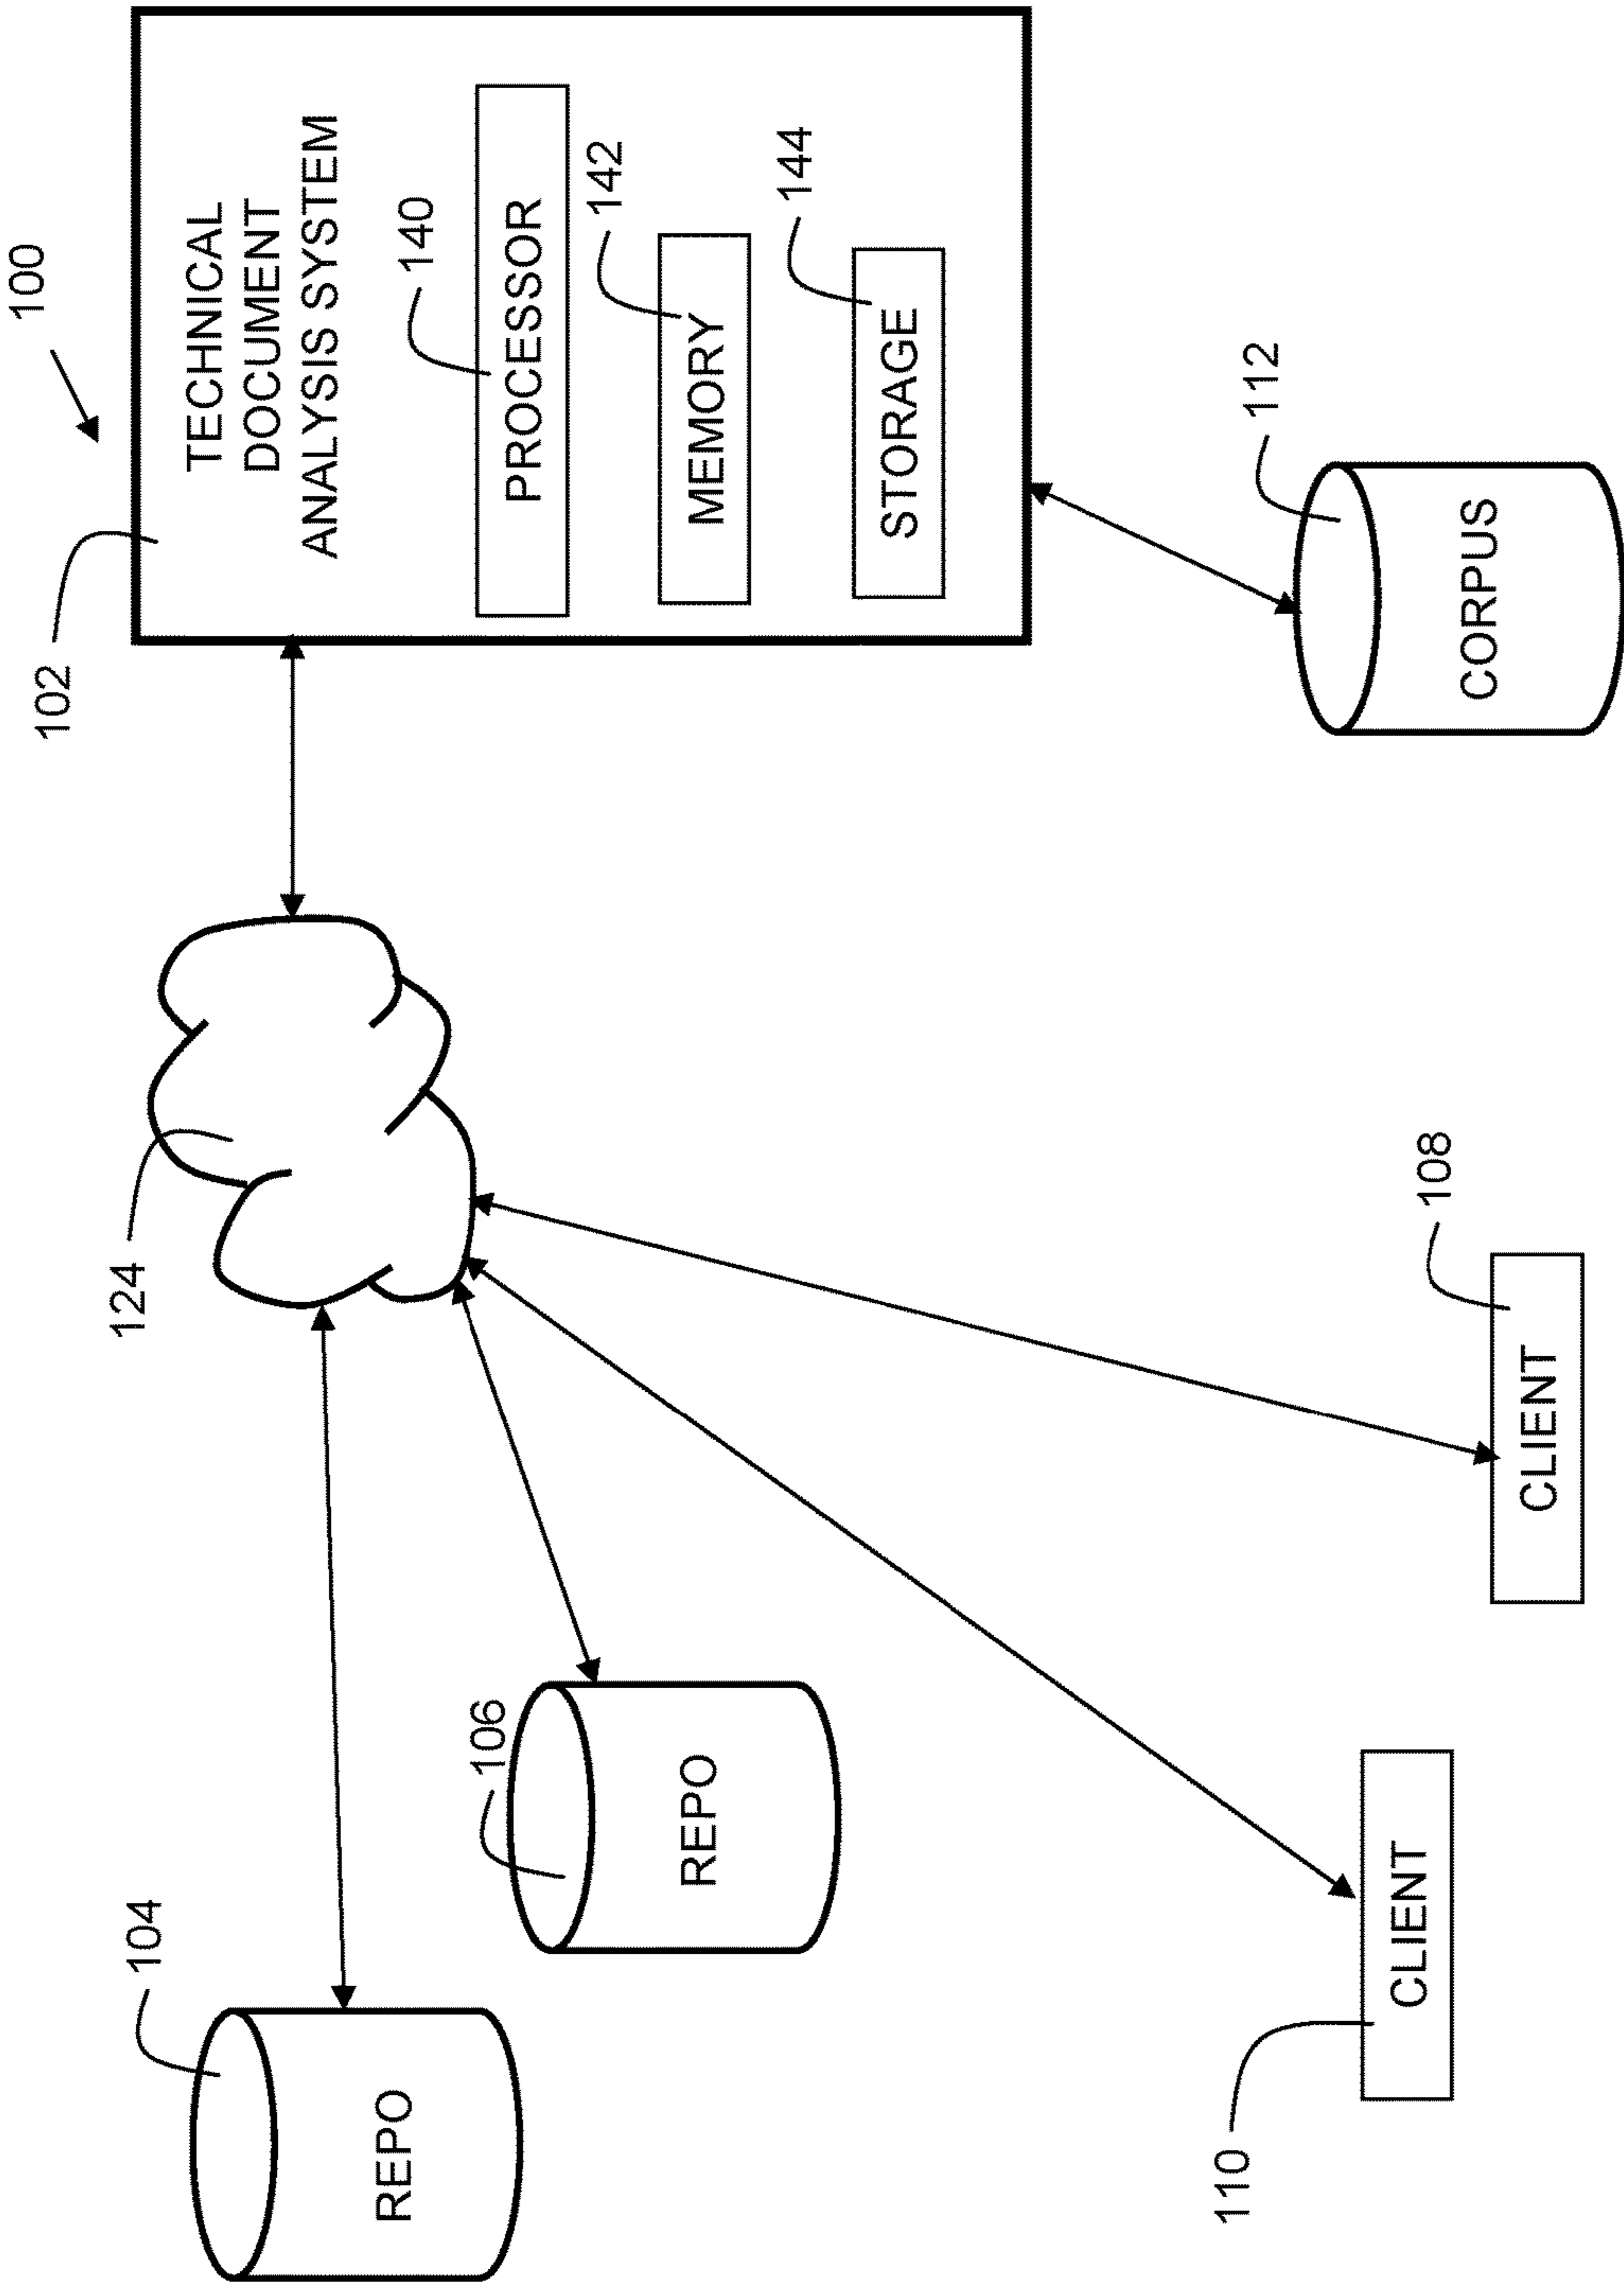 100
102
TECHNICAL
DOCUMENT
ANALYSIS SYSTEM
140
PROCESSOR
142
MEMORY
144
STORAGE
124
104
REPO
106
REPO
112
CORPUS
108
CLIENT
110
CLIENT